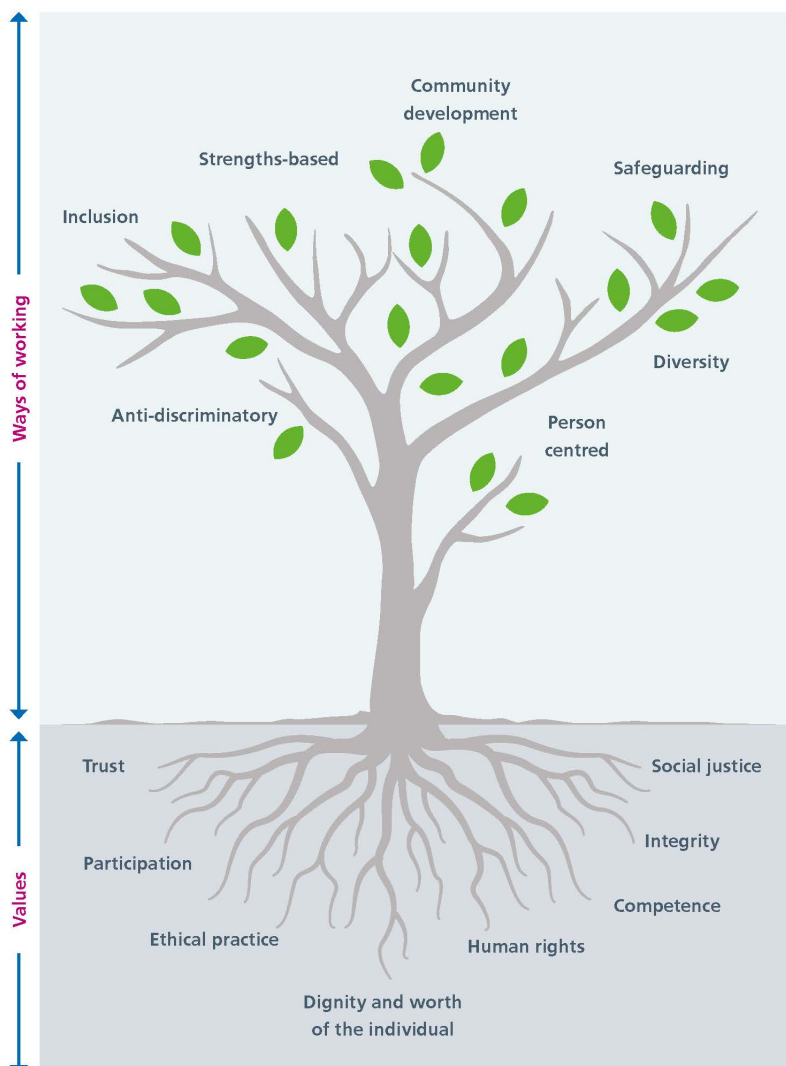 Community
development
Strengths-based
Safeguarding
Inclusion
Diversity
Anti-discriminatory
Person
centred
Ways of working
Trust
Social justice
Integrity
Participation
Values
Competence
Ethical practice
Human rights
Dignity and worth
of the individual